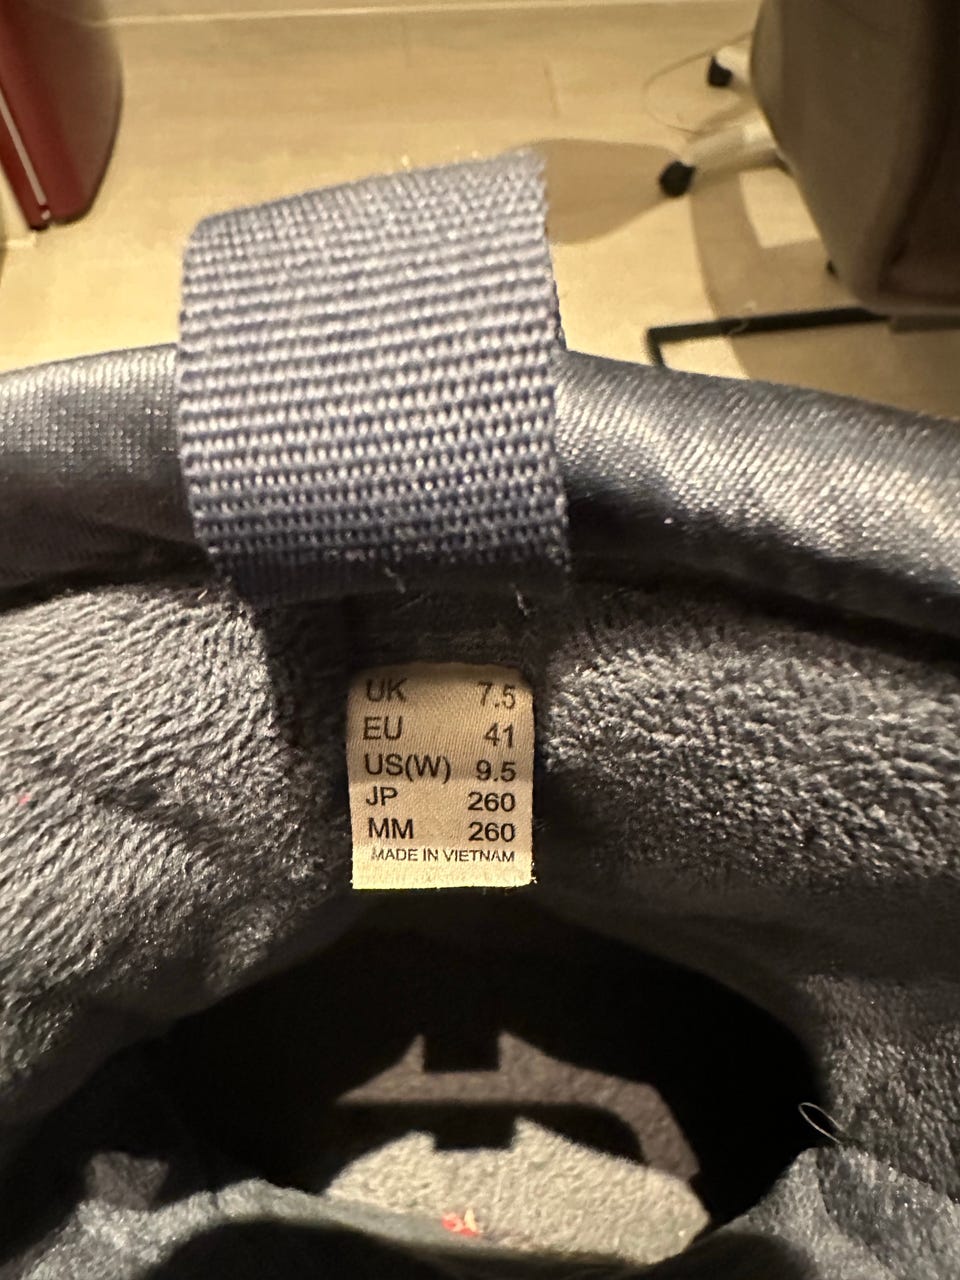 UK 7.5
EU 41
US(W) 9.5
JP 260
MM 260
MADE IN VIETNAM